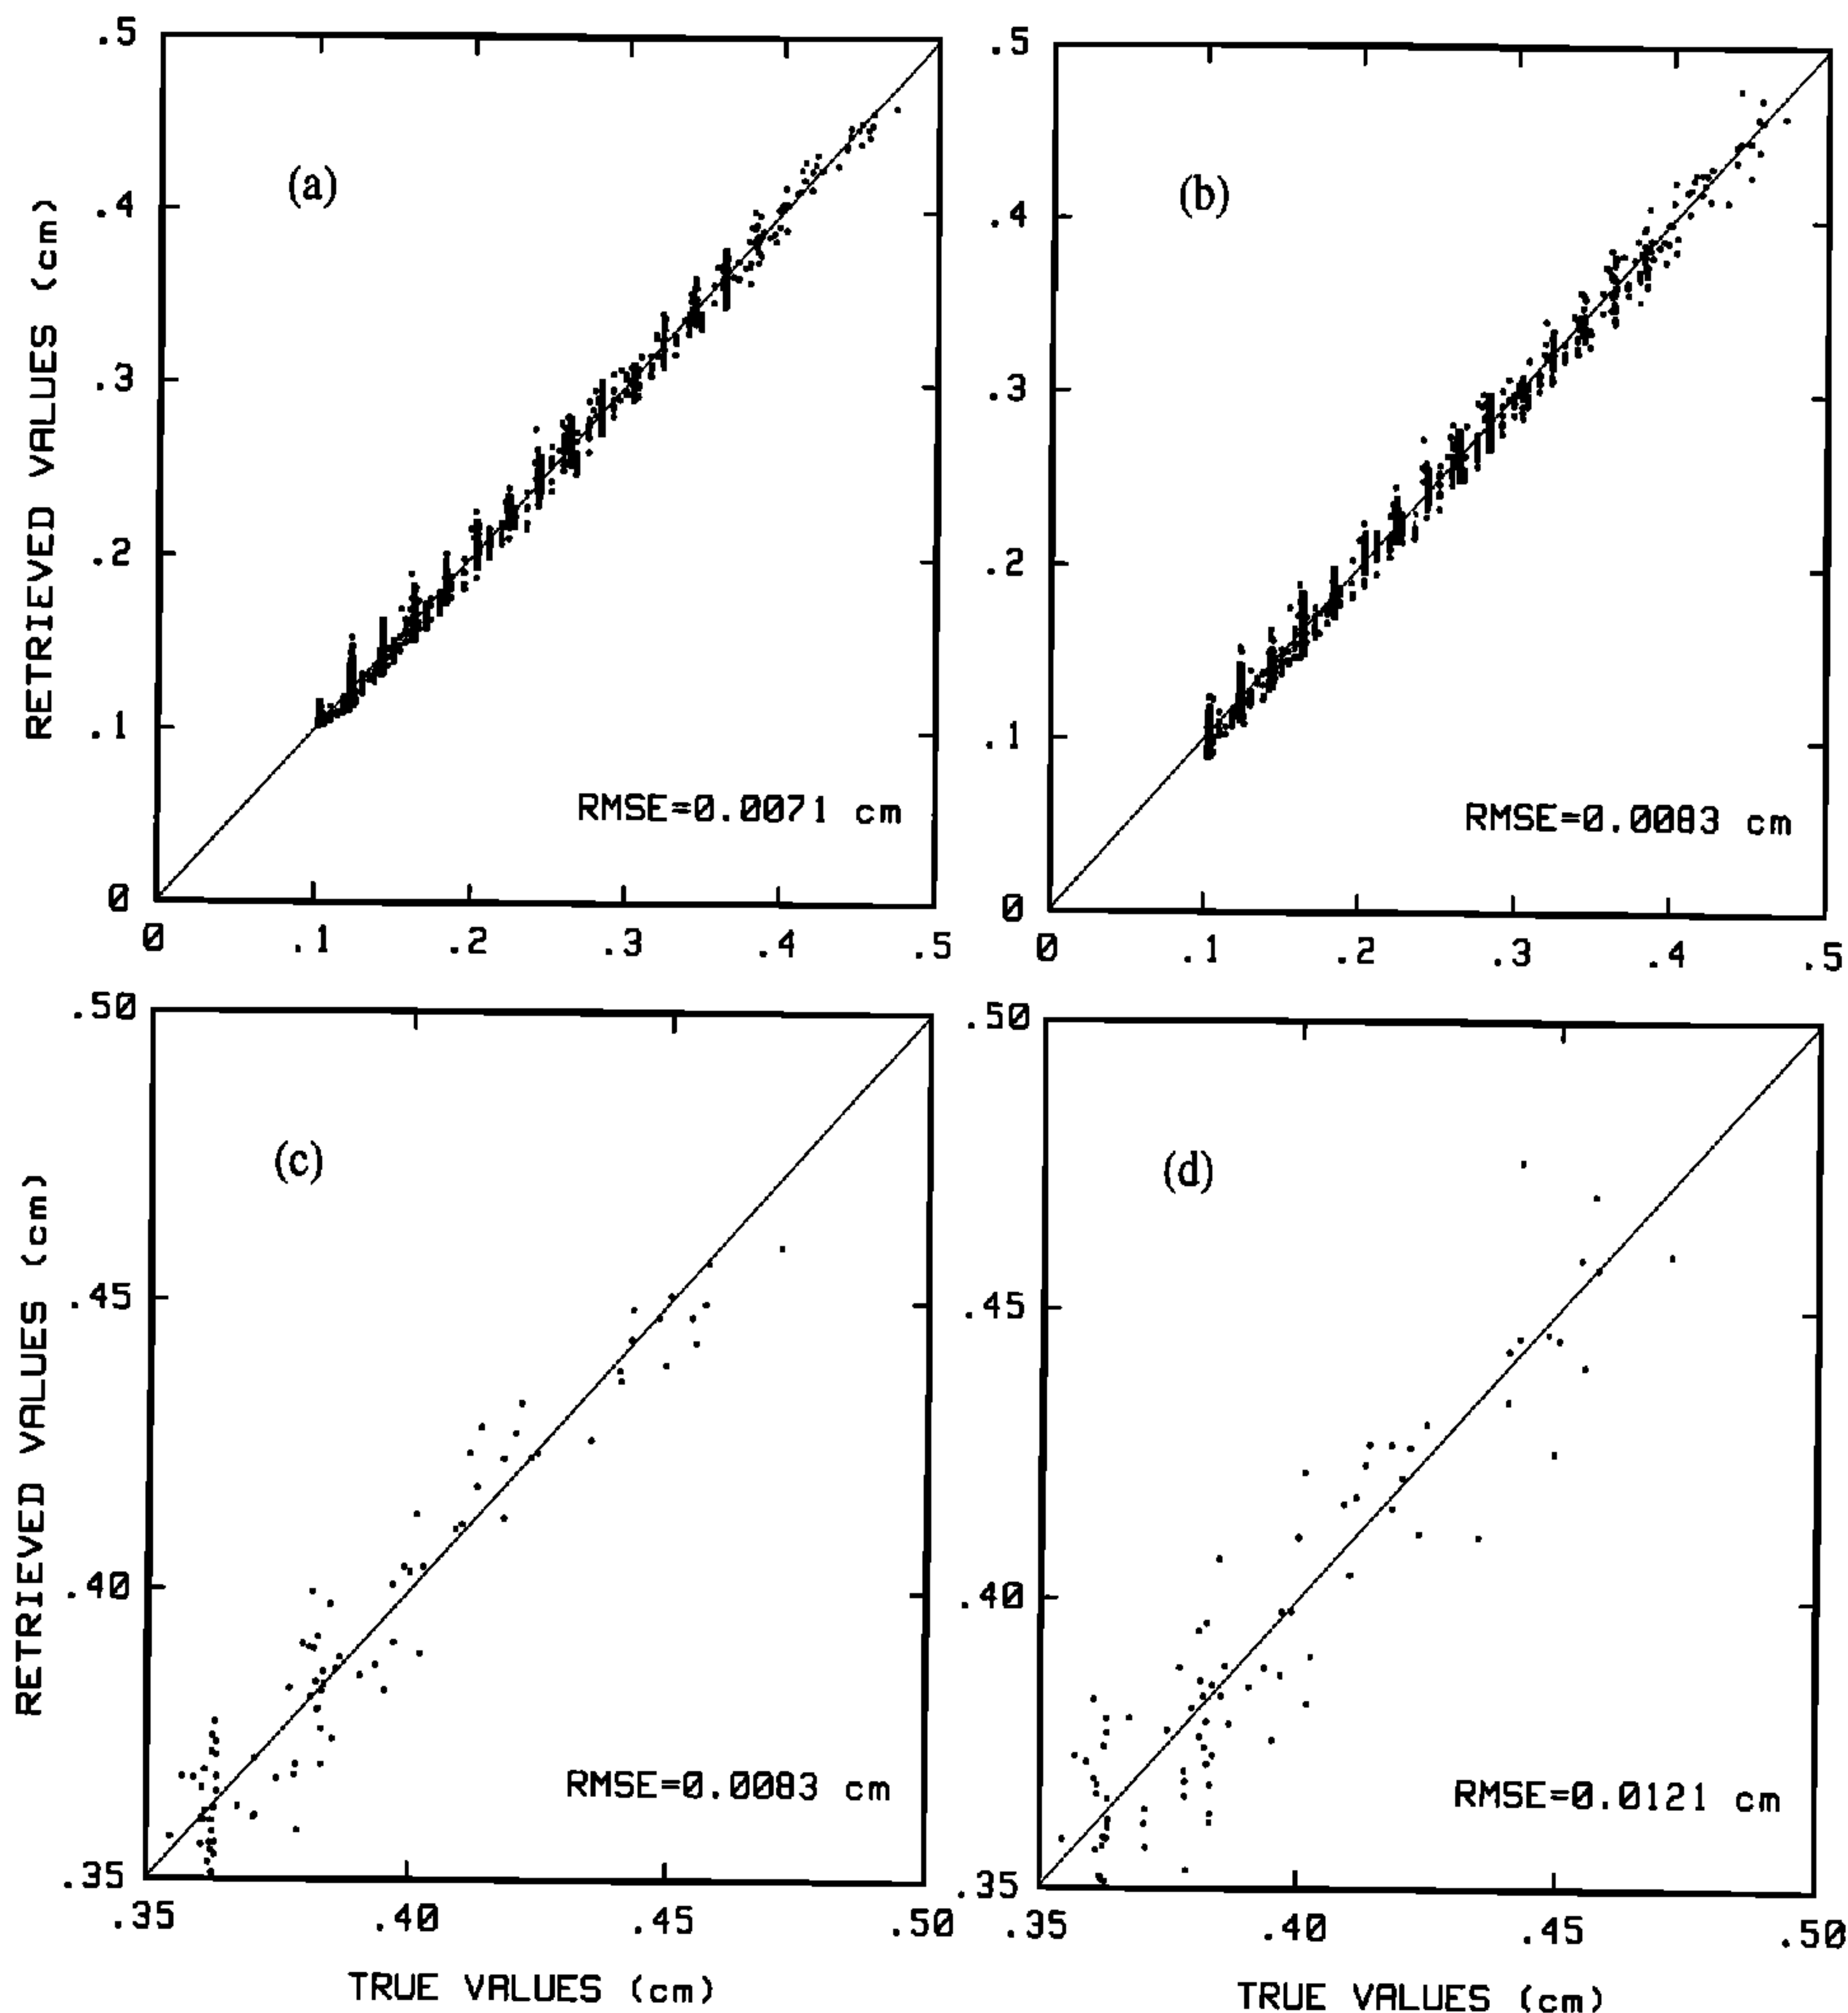 .5
.4
.3
.2
.1
0
RETRIEVED VALUES (cm)
(a)
RMSE=0.0071 cm
0 .1 .2 .3 .4 .5
.5
.4
.3
.2
.1
0
(b)
RMSE=0.0083 cm
0 .1 .2 .3 .4 .5
.50
.45
.40
.35
RETRIEVED VALUES (cm)
(c)
RMSE=0.0083 cm
.35 .40 .45 .50
TRUE VALUES (cm)
.50
.45
.40
.35
(d)
RMSE=0.0121 cm
.35 .40 .45 .50
TRUE VALUES (cm)